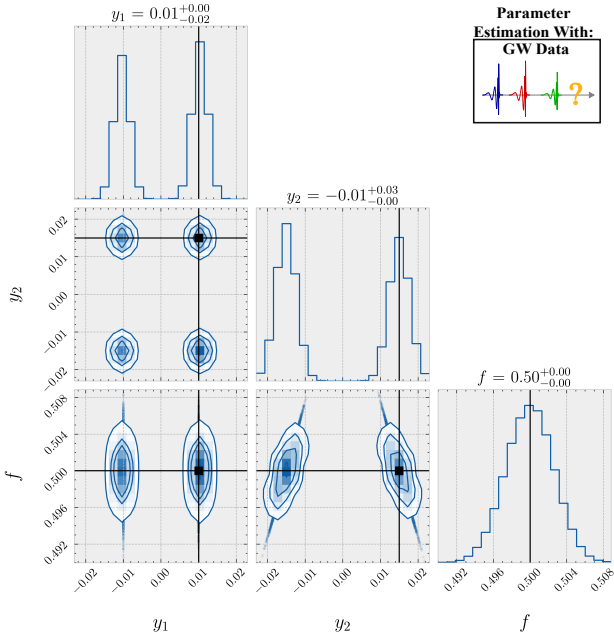 y₁ = 0.01⁺⁰·⁰⁰₋₀.₀₂
Parameter
Estimation With:
GW Data
?
y₂ = −0.01⁺⁰·⁰³₋₀.₀₀
y₂
0.02
0.01
0.00
−0.01
−0.02
f = 0.50⁺⁰·⁰⁰₋₀.₀₀
f
0.508
0.504
0.500
0.496
0.492
−0.02 −0.01 0.00 0.01 0.02
−0.02 −0.01 0.00 0.01 0.02
0.492 0.496 0.500 0.504 0.508
y₁ y₂ f